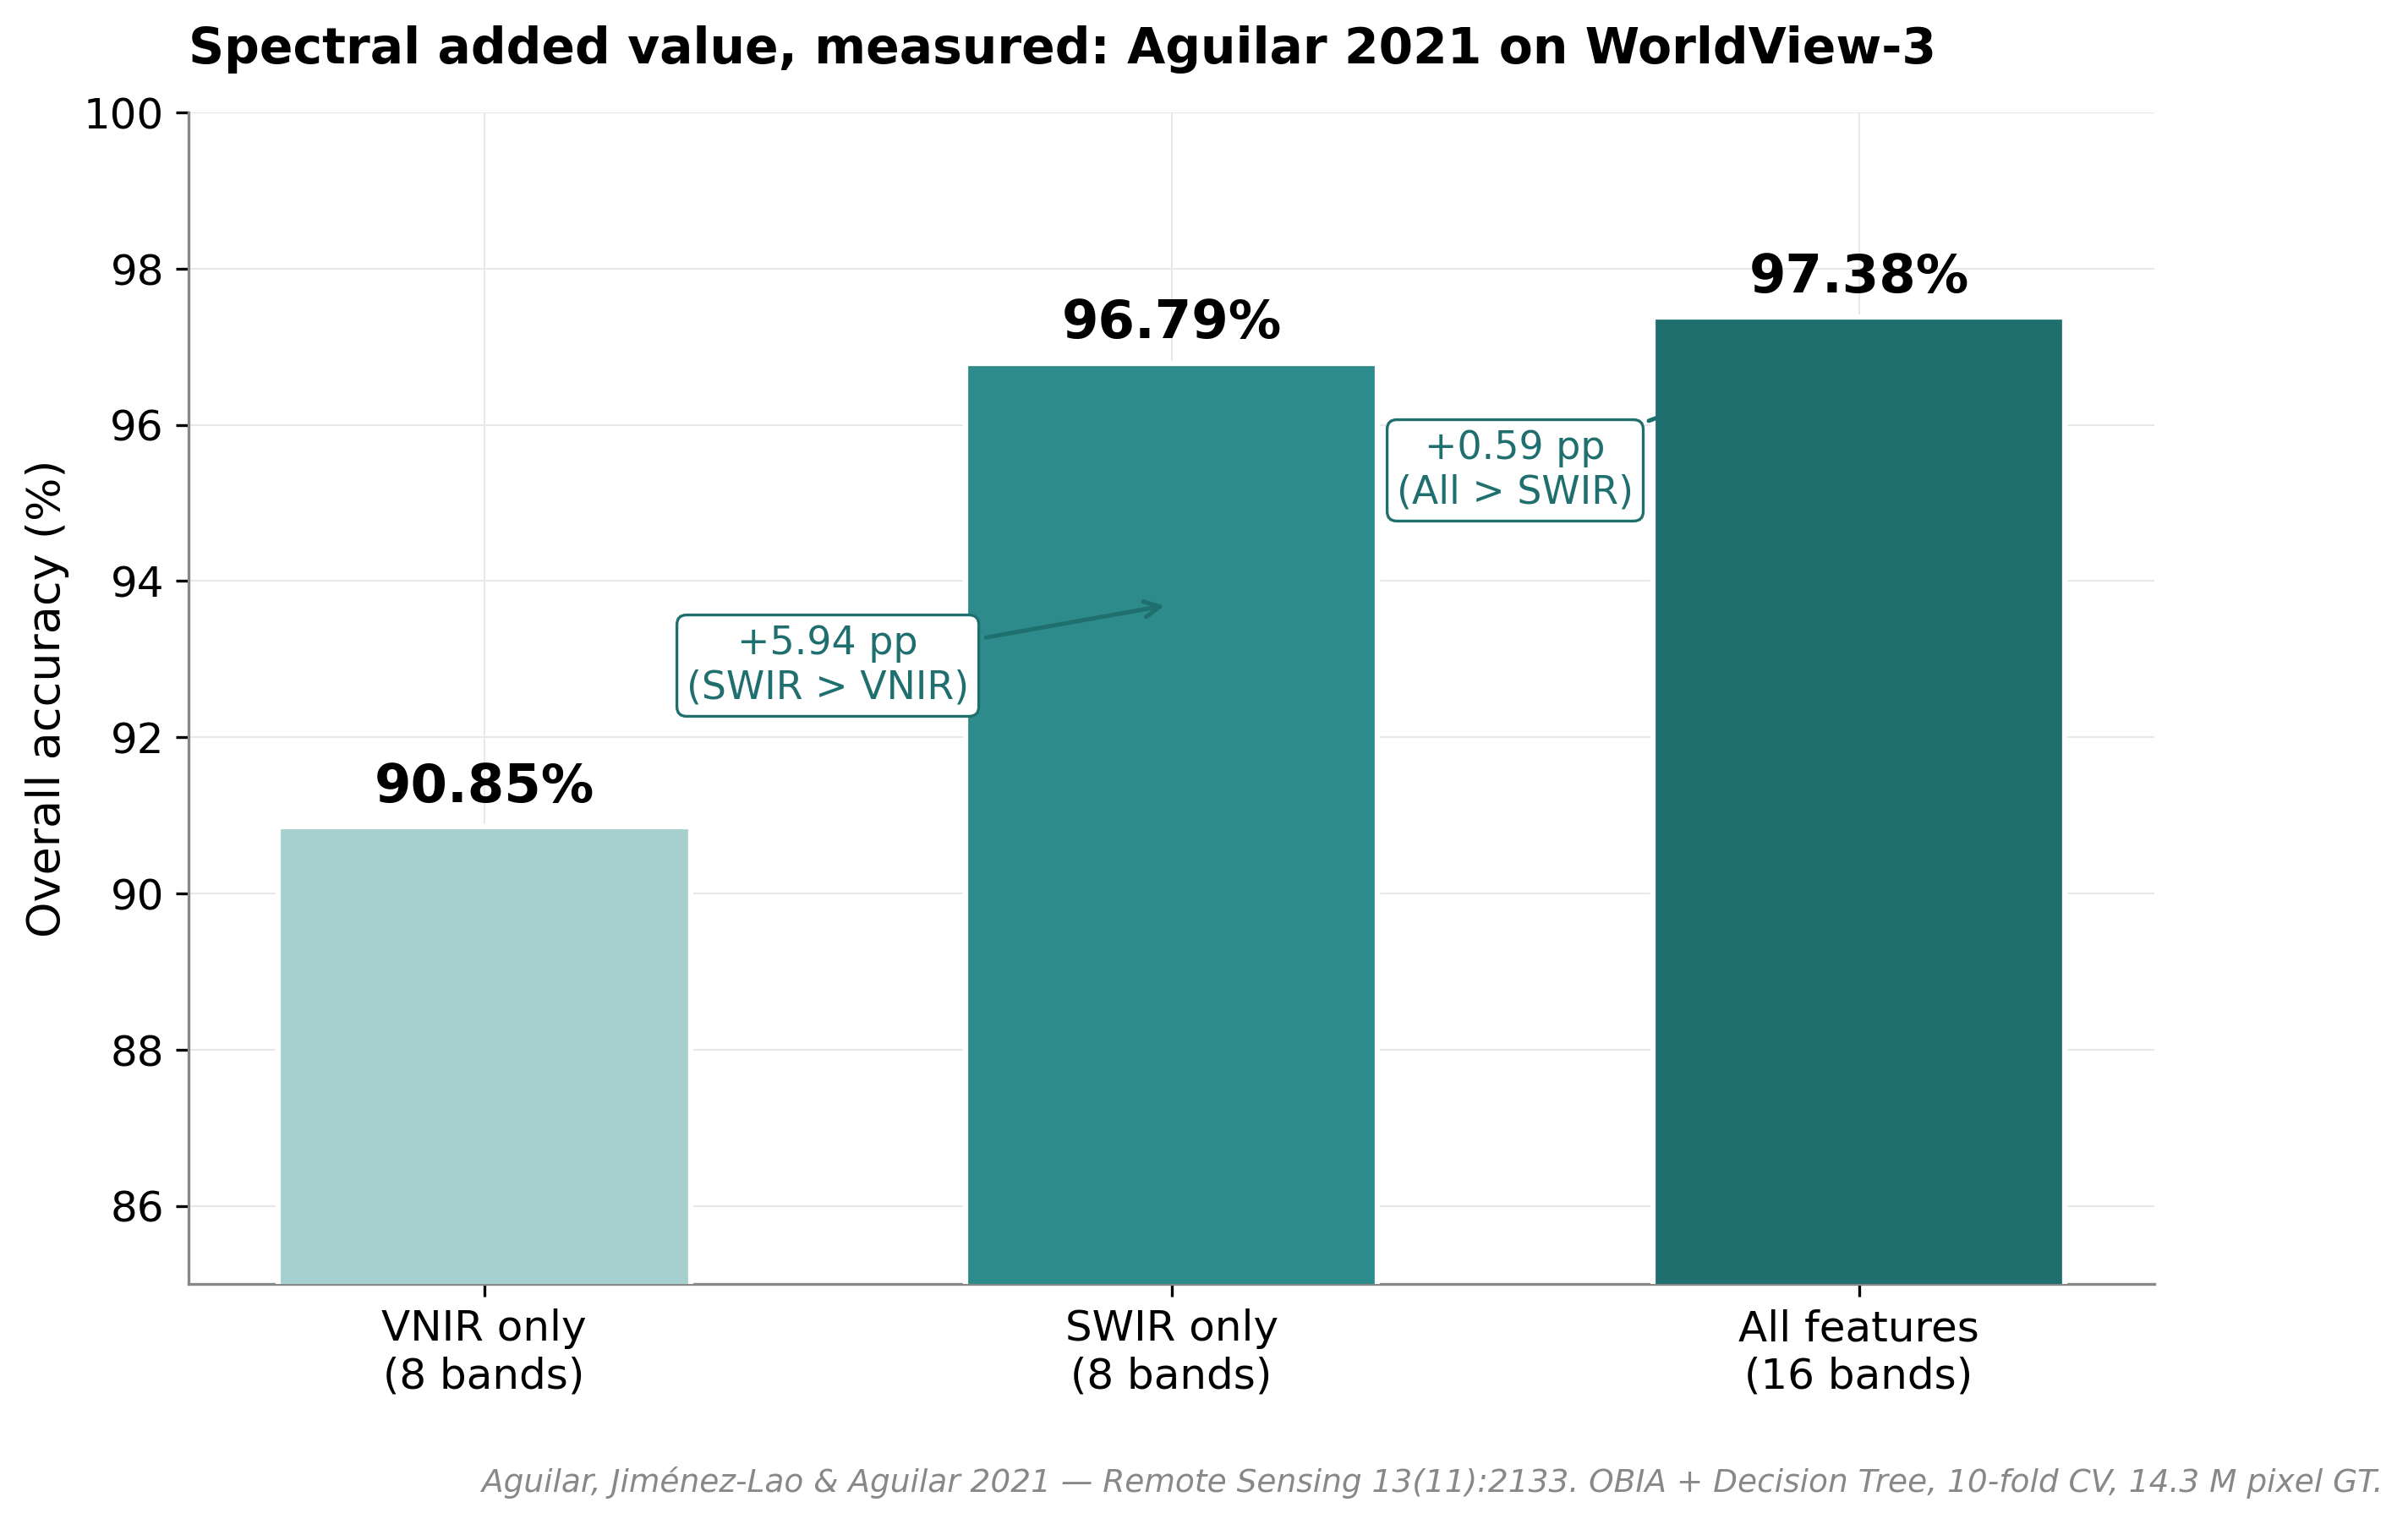 Spectral added value, measured: Aguilar 2021 on WorldView-3
Overall accuracy (%)
100
98
96
94
92
90
88
86
90.85%
96.79%
97.38%
+5.94 pp
(SWIR > VNIR)
+0.59 pp
(All > SWIR)
VNIR only
(8 bands)
SWIR only
(8 bands)
All features
(16 bands)
Aguilar, Jiménez-Lao & Aguilar 2021 — Remote Sensing 13(11):2133. OBIA + Decision Tree, 10-fold CV, 14.3 M pixel GT.